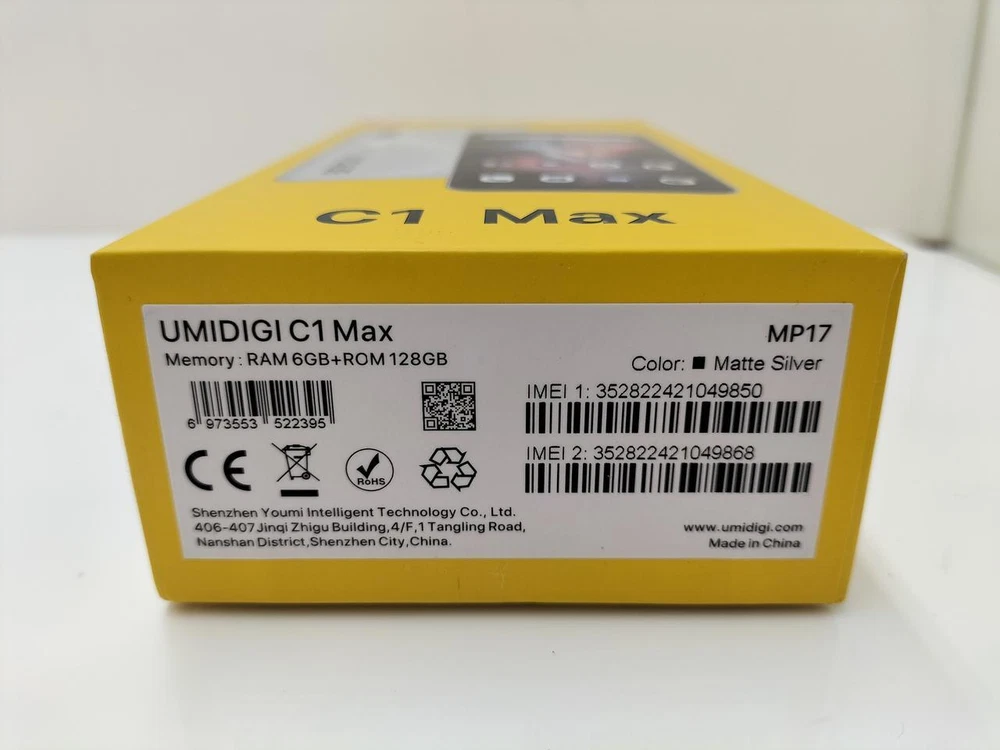 C1 Max
UMIDIGI C1 Max
MP17
Memory : RAM 6GB+ROM 128GB
Color: ■ Matte Silver
6 973553 522395
IMEI 1: 352822421049850
IMEI 2: 352822421049868
CE
RoHS
Shenzhen Youmi Intelligent Technology Co., Ltd.
406-407 Jinqi Zhigu Building,4/F,1 Tangling Road,
Nanshan District,Shenzhen City,China.
www.umidigi.com
Made in China